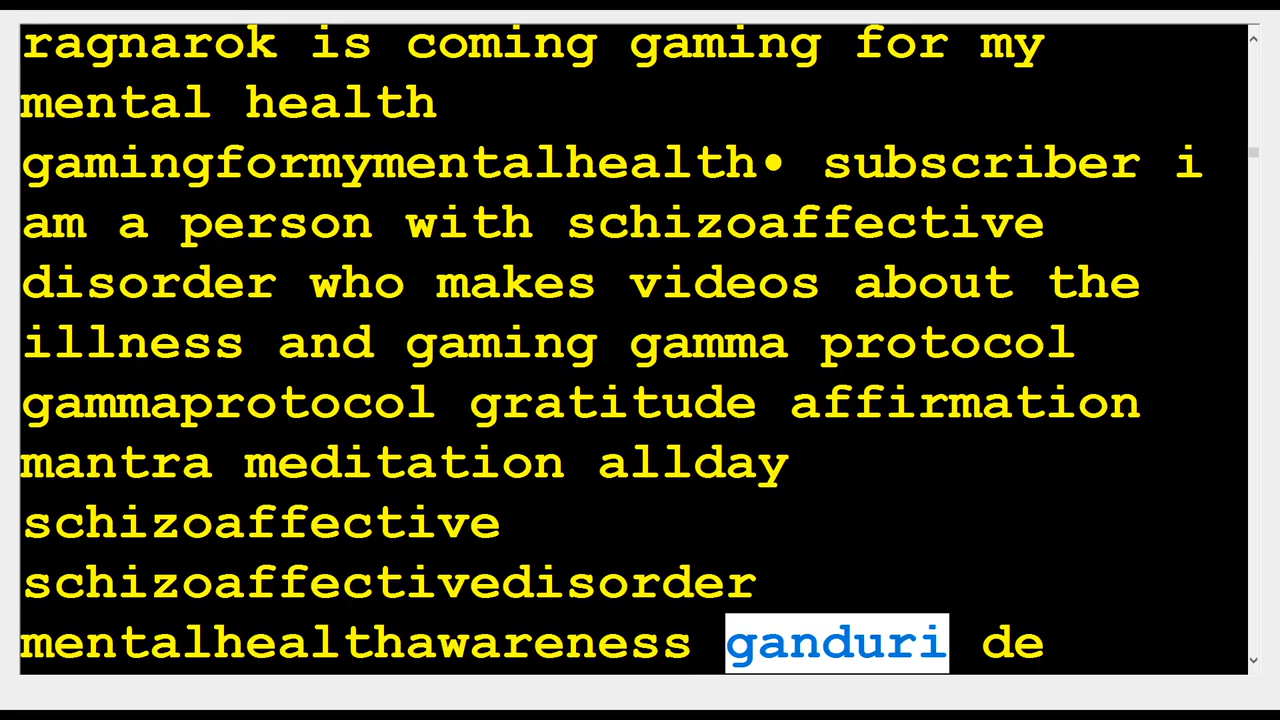 ragnarok is coming gaming for my
mental health
gamingformymentalhealth• subscriber i
am a person with schizoaffective
disorder who makes videos about the
illness and gaming gamma protocol
gammaprotocol gratitude affirmation
mantra meditation allday
schizoaffective
schizoaffectivedisorder
mentalhealthawareness ganduri de